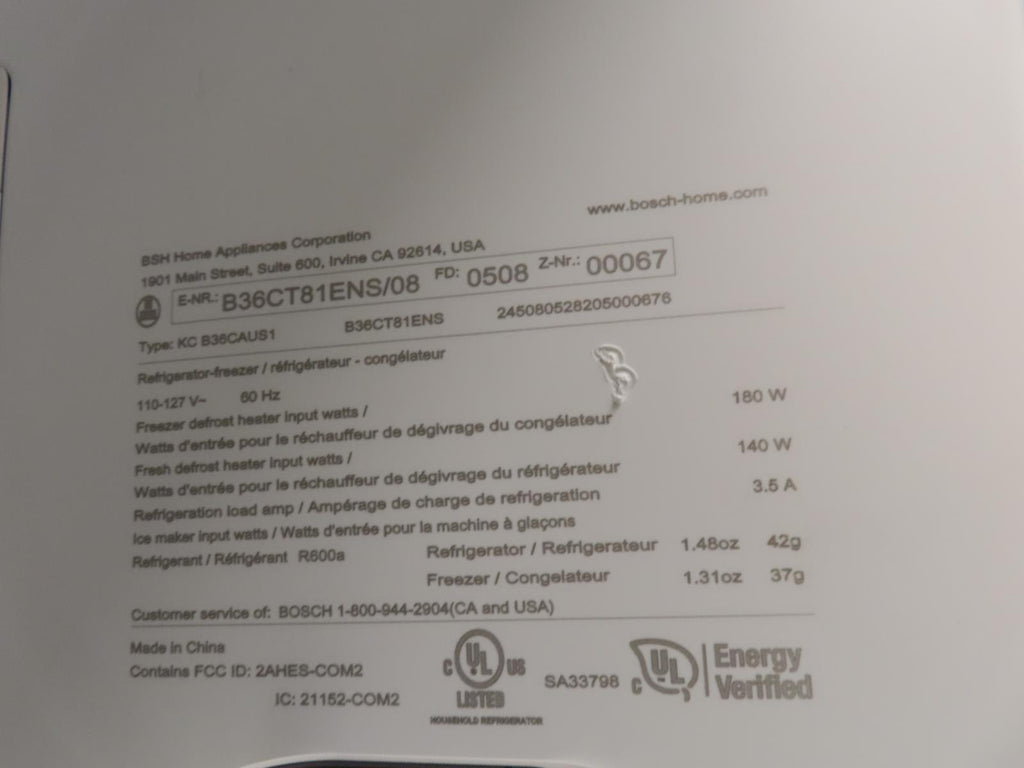 www.bosch-home.com
BSH Home Appliances Corporation
1901 Main Street, Suite 600, Irvine CA 92614, USA
E-NR.: B36CT81ENS/08 FD: 0508 Z-Nr.: 00067
Type: KC B36CAUS1 B36CT81ENS 245080528205000676
Refrigerator-freezer / réfrigérateur - congélateur
110-127 V~ 60 Hz
Freezer defrost heater input watts /
Watts d'entrée pour le réchauffeur de dégivrage du congélateur 180 W
Fresh defrost heater input watts /
Watts d'entrée pour le réchauffeur de dégivrage du réfrigérateur 140 W
Refrigeration load amp / Ampérage de charge de refrigeration 3.5 A
Ice maker input watts / Watts d'entrée pour la machine à glaçons
Refrigerant / Réfrigérant R600a Refrigerator / Refrigerateur 1.48oz 42g
Freezer / Congelateur 1.31oz 37g
Customer service of: BOSCH 1-800-944-2904(CA and USA)
Made in China
Contains FCC ID: 2AHES-COM2
IC: 21152-COM2
C UL US
LISTED
HOUSEHOLD REFRIGERATOR
SA33798
C UL
Energy
Verified